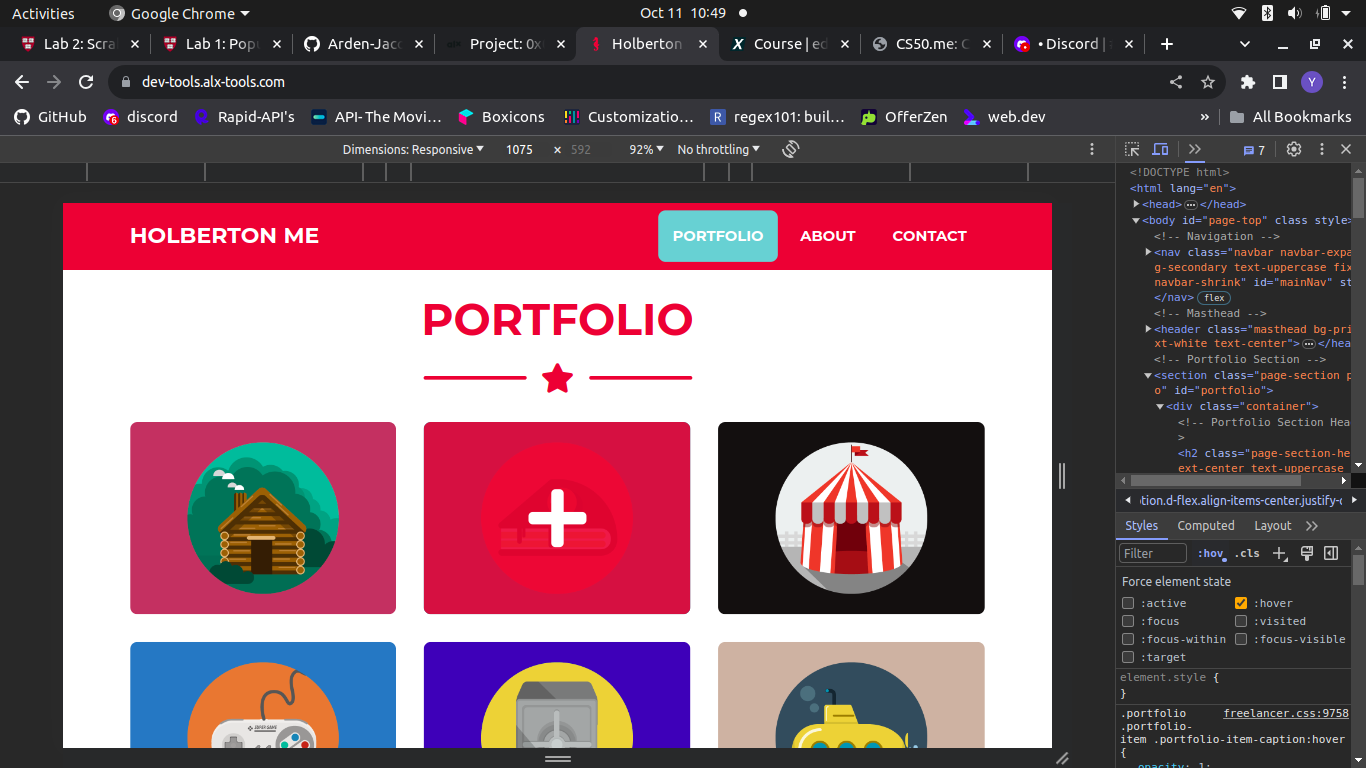 Activities Google Chrome Oct 11 10:49
Lab 2: Scra Lab 1: Popu Arden-Jaco Project: 0x Holberton Course | ed CS50.me: C • Discord |
dev-tools.alx-tools.com Y
GitHub discord Rapid-API's API- The Movi… Boxicons Customizatio… regex101: buil… OfferZen web.dev » All Bookmarks
Dimensions: Responsive 1075 × 592 92% No throttling 7
<!DOCTYPE html>
<html lang="en">
<head> </head>
<body id="page-top" class style
<!-- Navigation -->
<nav class="navbar navbar-expa
g-secondary text-uppercase fix
navbar-shrink" id="mainNav" st
</nav> flex
<!-- Masthead -->
<header class="masthead bg-pri
xt-white text-center"> </hea
<!-- Portfolio Section -->
<section class="page-section p
o" id="portfolio">
<div class="container">
<!-- Portfolio Section Hea
>
<h2 class="page-section-he
ext-center text-uppercase
HOLBERTON ME PORTFOLIO ABOUT CONTACT
PORTFOLIO
SUPER GAME
tion.d-flex.align-items-center.justify-c
Styles Computed Layout
Filter :hov .cls
Force element state
:active :hover
:focus :visited
:focus-within :focus-visible
:target
element.style {
}
.portfolio freelancer.css:9758
.portfolio-
item .portfolio-item-caption:hover
{
opacity: 1;